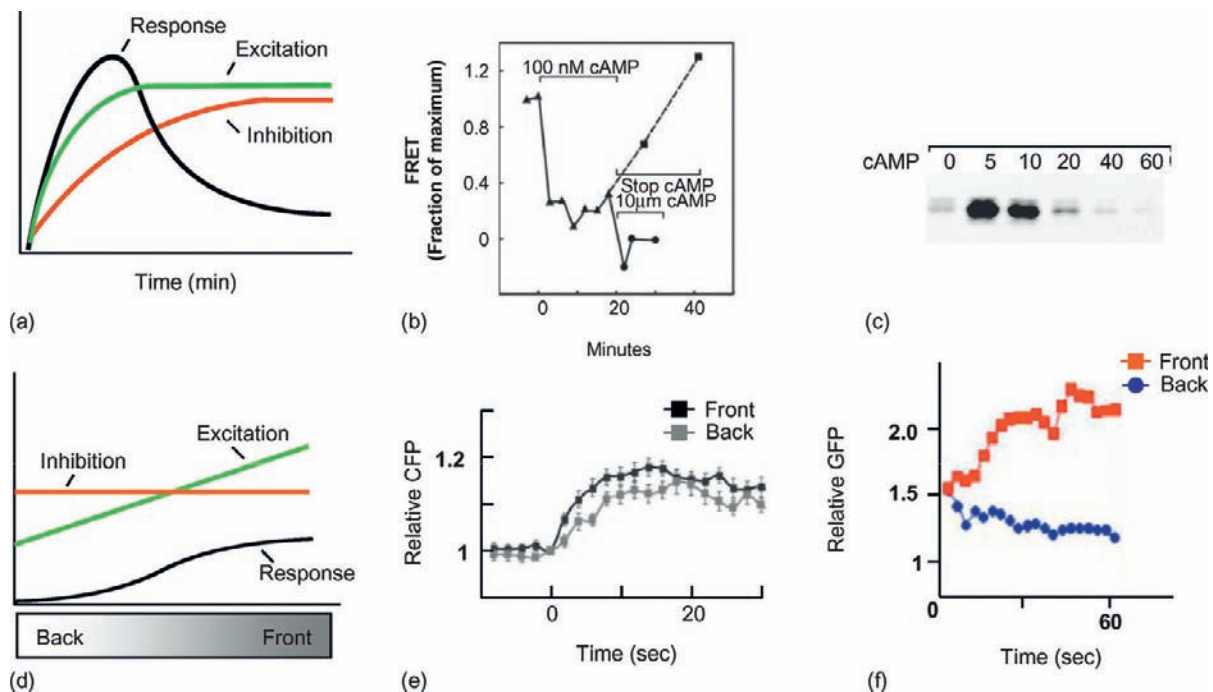 Response
Excitation
Inhibition
Time (min)
(a)
FRET
(Fraction of maximum)
1.2
0.8
0.4
0
100 nM cAMP
Stop cAMP
10μm cAMP
0 20 40
Minutes
(b)
cAMP 0 5 10 20 40 60
(c)
Inhibition
Excitation
Response
Back Front
(d)
Relative CFP
1.2
1
Front
Back
0 20
Time (sec)
(e)
Relative GFP
2.0
1.5
1
Front
Back
0 60
Time (sec)
(f)